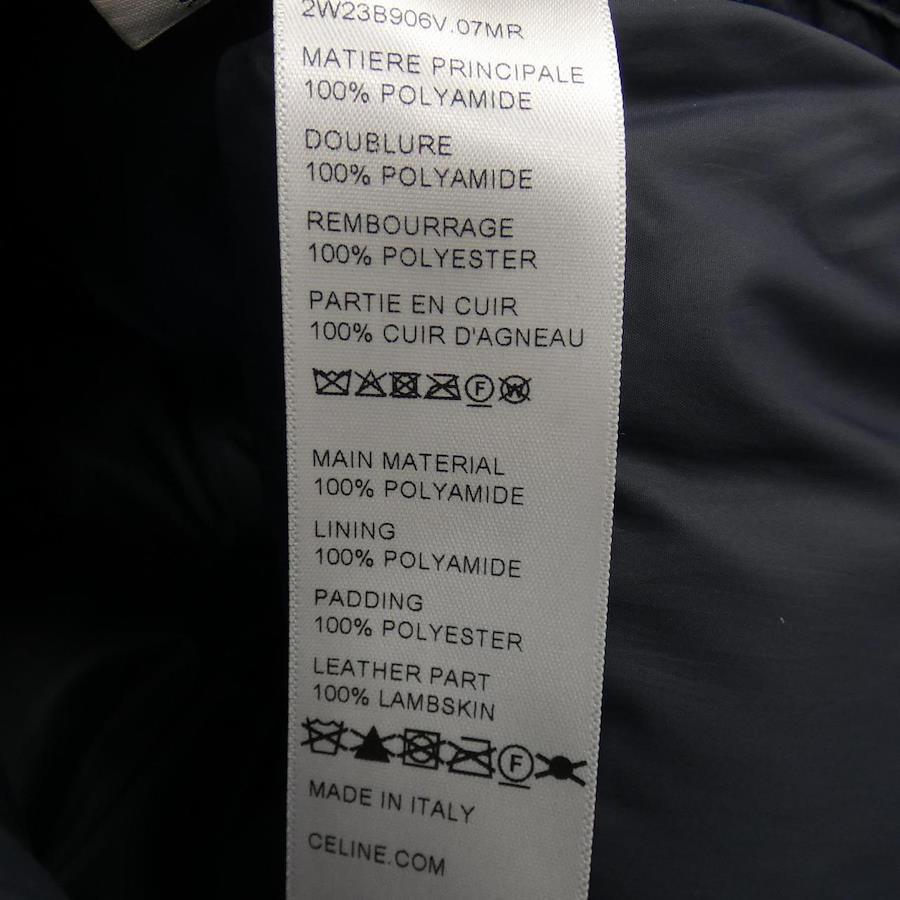 2W23B906V.07MR
MATIERE PRINCIPALE
100% POLYAMIDE
DOUBLURE
100% POLYAMIDE
REMBOURRAGE
100% POLYESTER
PARTIE EN CUIR
100% CUIR D'AGNEAU
F W
MAIN MATERIAL
100% POLYAMIDE
LINING
100% POLYAMIDE
PADDING
100% POLYESTER
LEATHER PART
100% LAMBSKIN
F
MADE IN ITALY
CELINE.COM